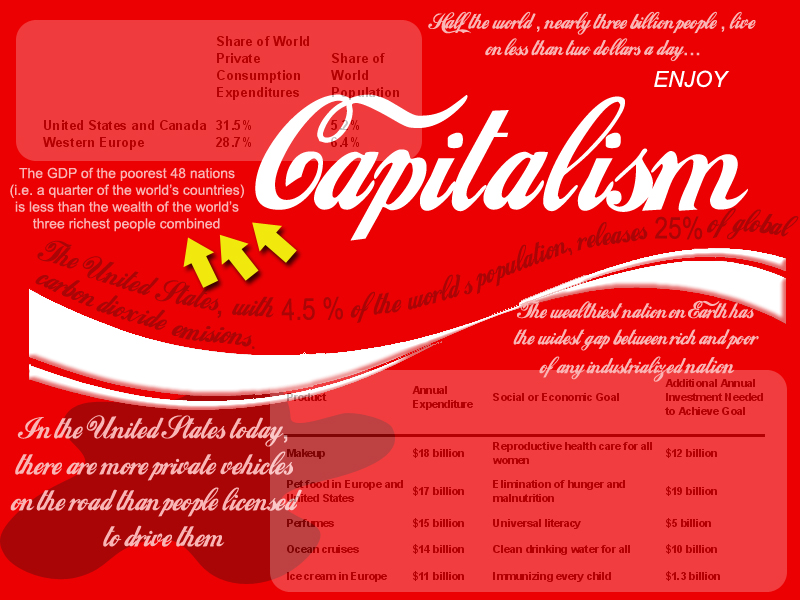 Half the world , nearly three billion people , live
on less than two dollars a day...
ENJOY
Capitalism
Share of World
Private
Consumption
Expenditures
Share of
World
Population
United States and Canada 31.5% 5.2%
Western Europe 28.7% 6.4%
The GDP of the poorest 48 nations
(i.e. a quarter of the world's countries)
is less than the wealth of the world's
three richest people combined
The United States, with 4.5 % of the world's population, releases 25% of global
carbon dioxide emisions.
The wealthiest nation on Earth has
the widest gap between rich and poor
of any industrialized nation
In the United States today,
there are more private vehicles
on the road than people licensed
to drive them
Product
Annual
Expenditure
Social or Economic Goal
Additional Annual
Investment Needed
to Achieve Goal
Makeup $18 billion Reproductive health care for all
women $12 billion
Pet food in Europe and
United States $17 billion Elimination of hunger and
malnutrition $19 billion
Perfumes $15 billion Universal literacy $5 billion
Ocean cruises $14 billion Clean drinking water for all $10 billion
Ice cream in Europe $11 billion Immunizing every child $1.3 billion